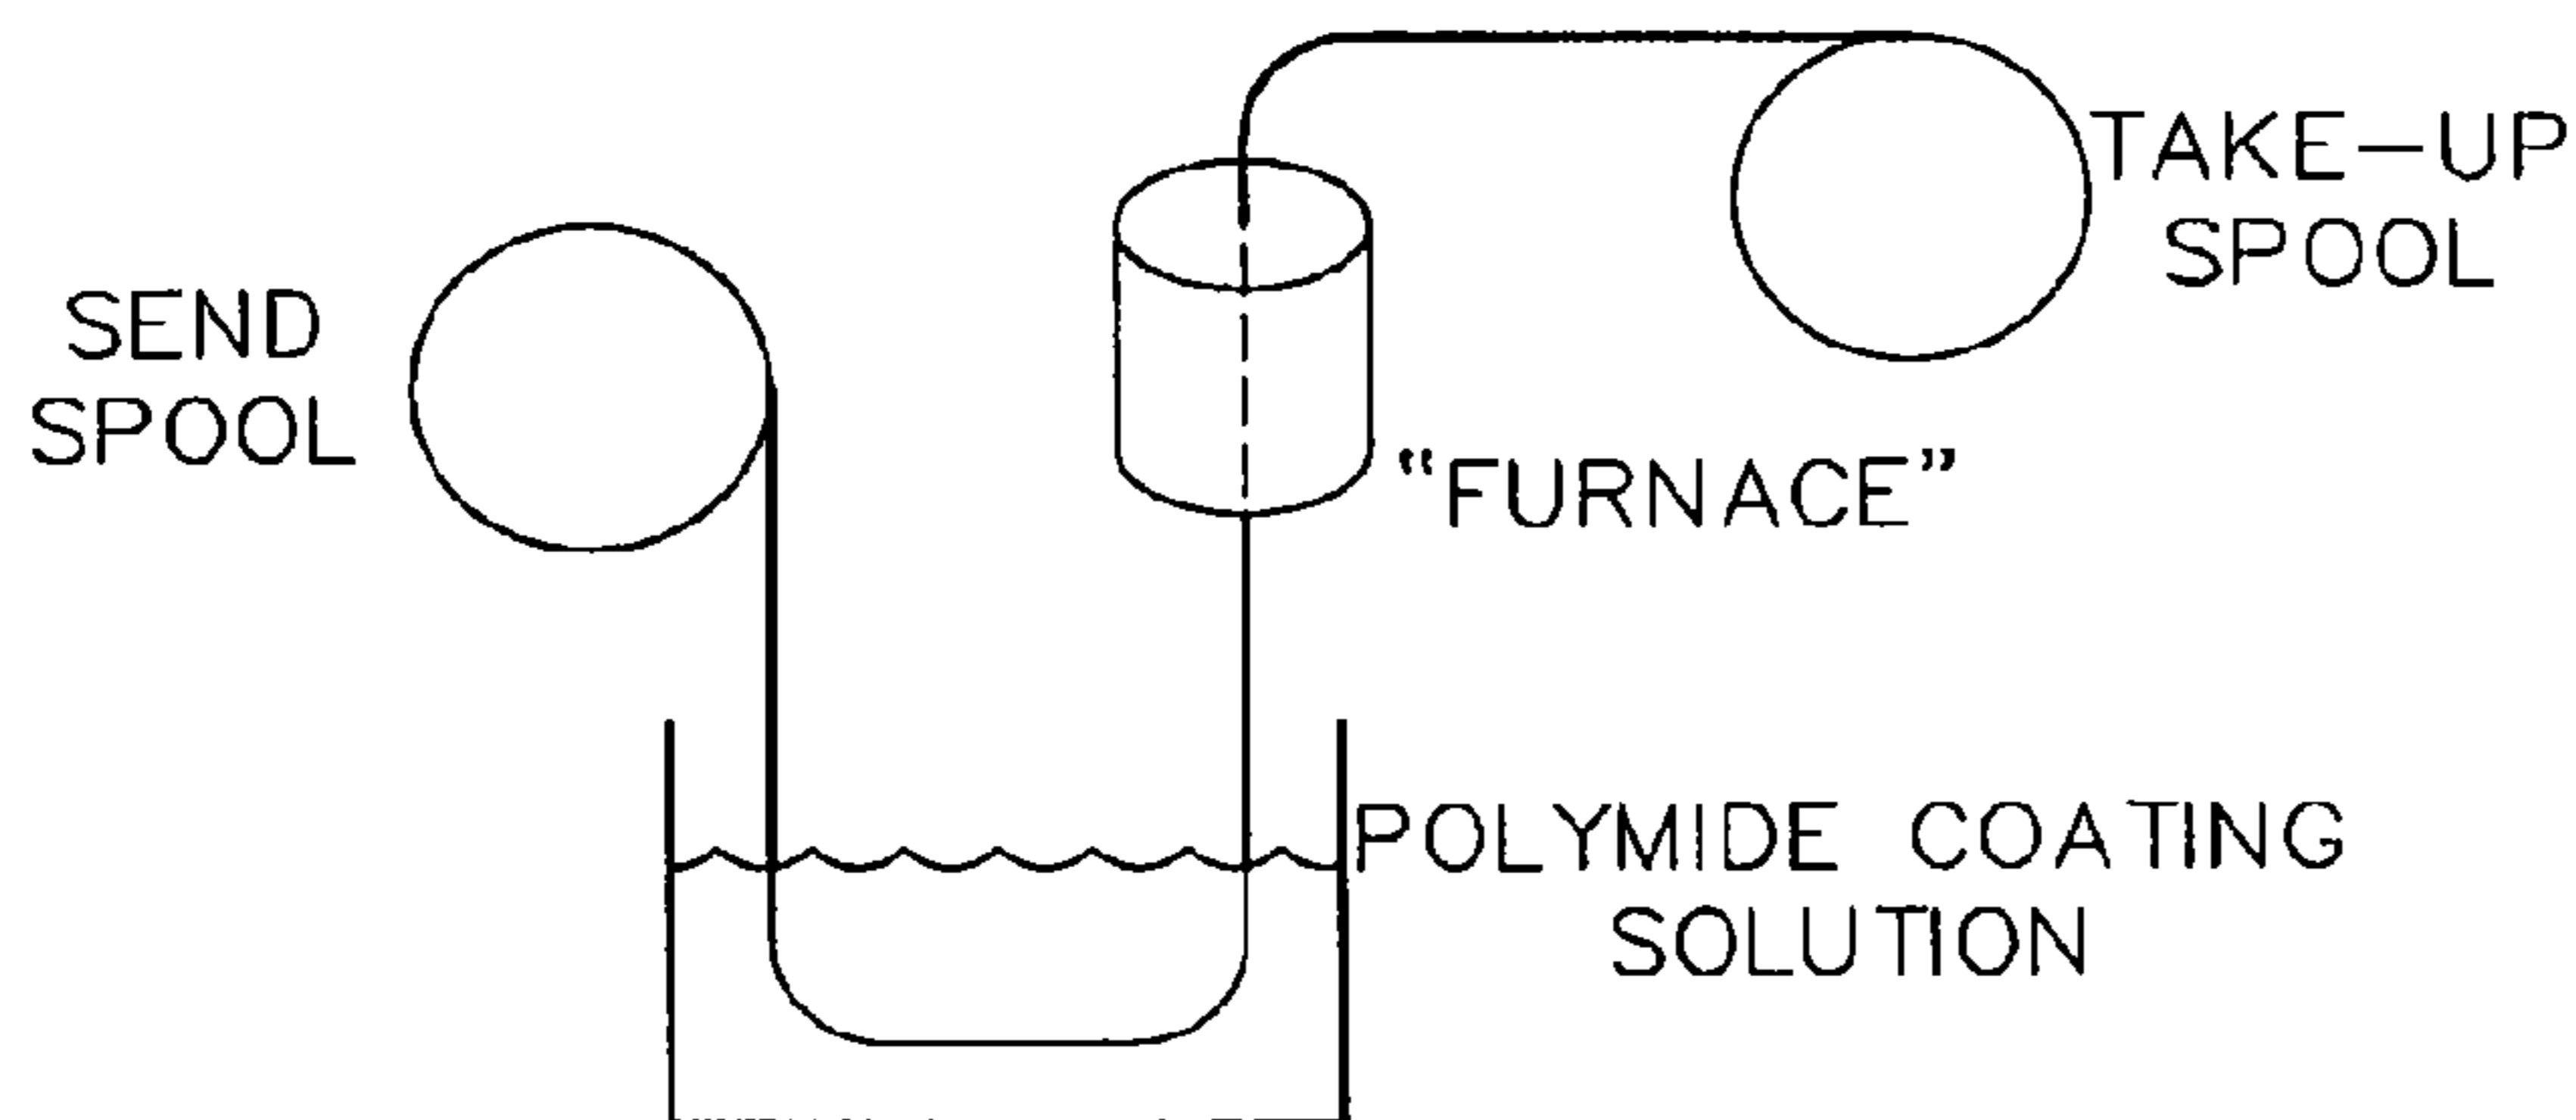 TAKE-UP
SPOOL
SEND
SPOOL
“FURNACE”
POLYMIDE COATING
SOLUTION